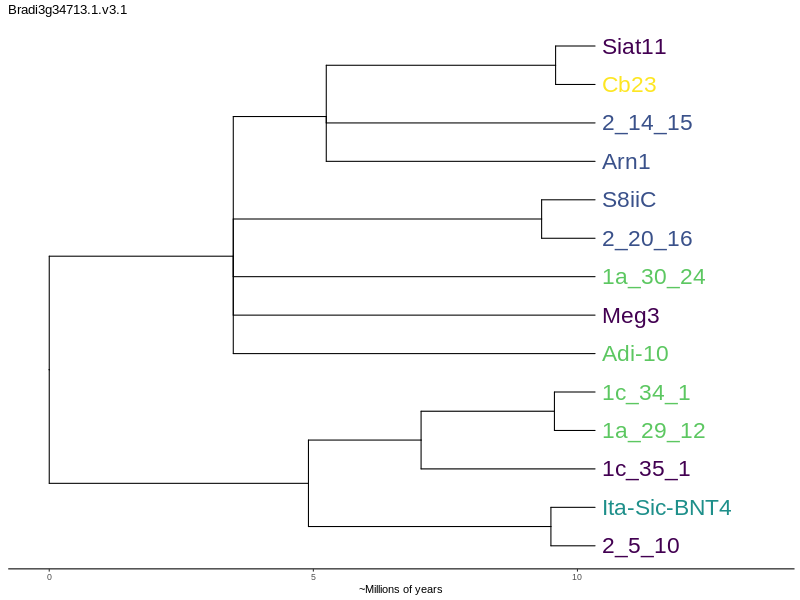 Bradi3g34713.1.v3.1
Siat11
Cb23
2_14_15
Arn1
S8iiC
2_20_16
1a_30_24
Meg3
Adi-10
1c_34_1
1a_29_12
1c_35_1
Ita-Sic-BNT4
2_5_10
0 5 10
~Millions of years